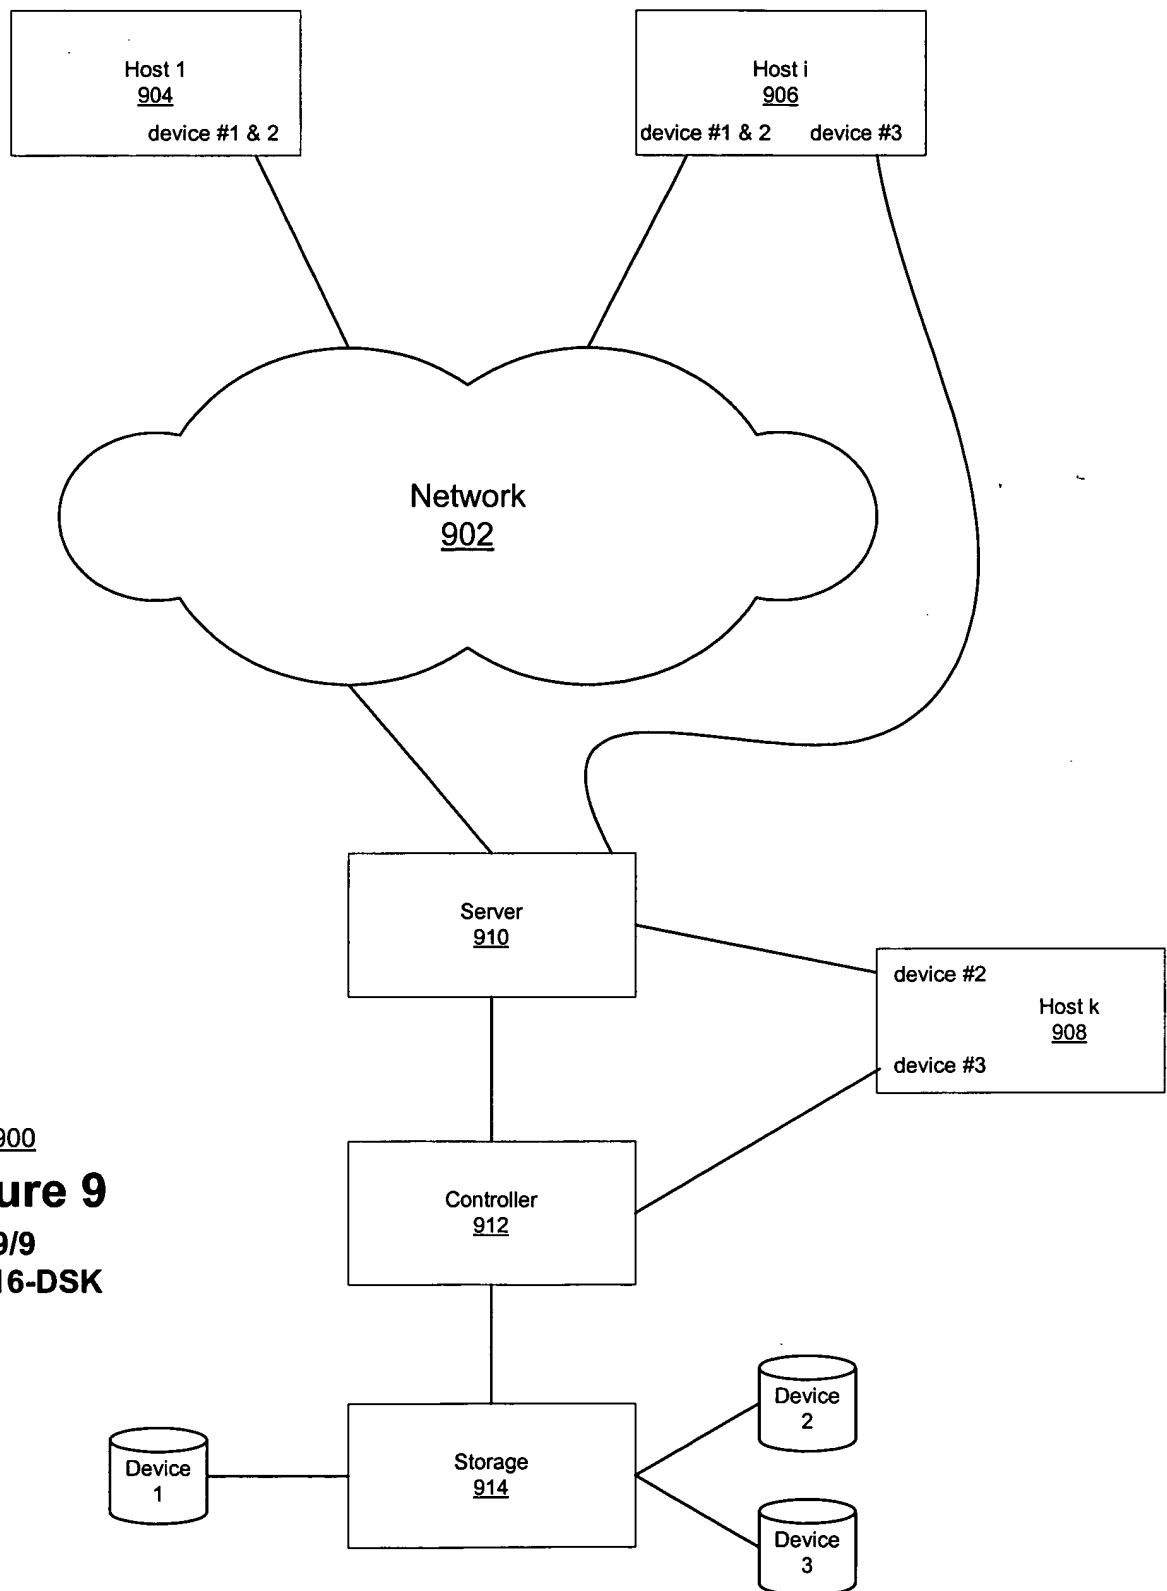 Host 1
904
device #1 & 2
Host i
906
device #1 & 2 device #3
Network
902
Server
910
device #2
Host k
908
device #3
900
ure 9
9/9
16-DSK
Controller
912
Device
2
Storage
914
Device
1
Device
3